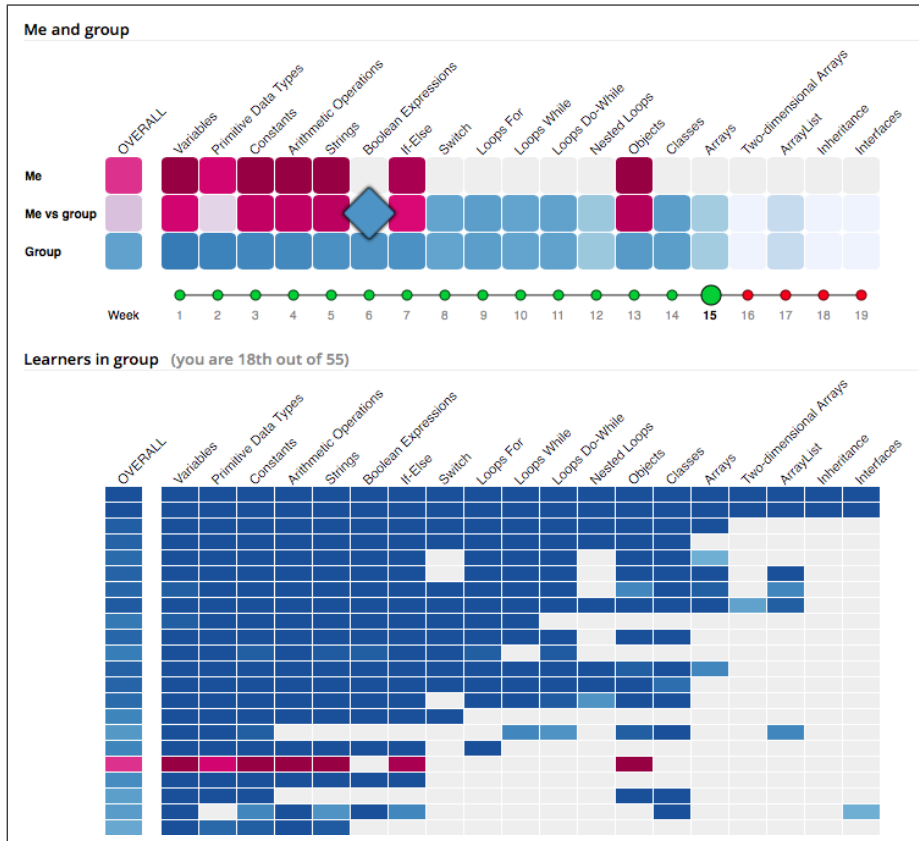 Me and group
OVERALL
Variables
Primitive Data Types
Constants
Arithmetic Operations
Strings
Boolean Expressions
If-Else
Switch
Loops For
Loops While
Loops Do-While
Nested Loops
Objects
Classes
Arrays
Two-dimensional Arrays
ArrayList
Inheritance
Interfaces
Me
Me vs group
Group
Week 1 2 3 4 5 6 7 8 9 10 11 12 13 14 15 16 17 18 19
Learners in group (you are 18th out of 55)
OVERALL
Variables
Primitive Data Types
Constants
Arithmetic Operations
Strings
Boolean Expressions
If-Else
Switch
Loops For
Loops While
Loops Do-While
Nested Loops
Objects
Classes
Arrays
Two-dimensional Arrays
ArrayList
Inheritance
Interfaces